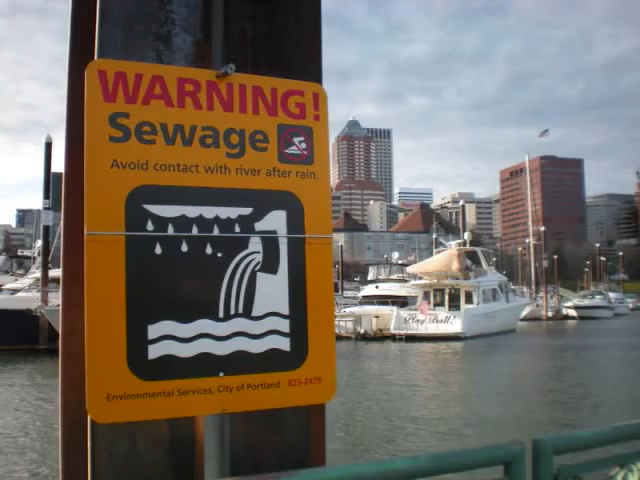 WARNING!
Sewage
Avoid contact with river after rain.
Environmental Services, City of Portland 823-2479
Play Ball!